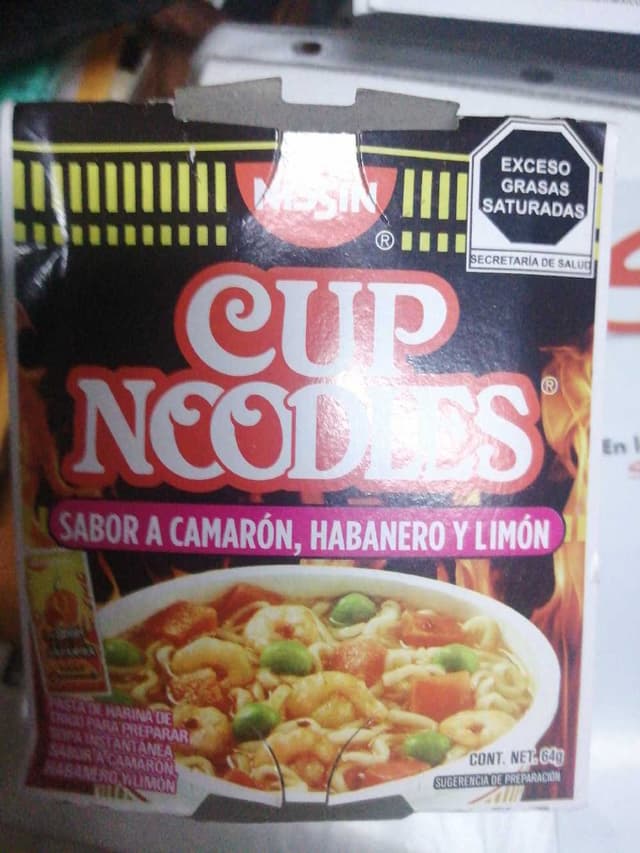 NISSIN
®
EXCESO
GRASAS
SATURADAS
SECRETARÍA DE SALUD
CUP
NOODLES
®
En l
SABOR A CAMARÓN, HABANERO Y LIMÓN
PASTA DE HARINA DE
TRIGO PARA PREPARAR
SOPA INSTANTÁNEA
SABOR A CAMARÓN,
HABANERO Y LIMÓN
CONT. NET. 64g
SUGERENCIA DE PREPARACIÓN